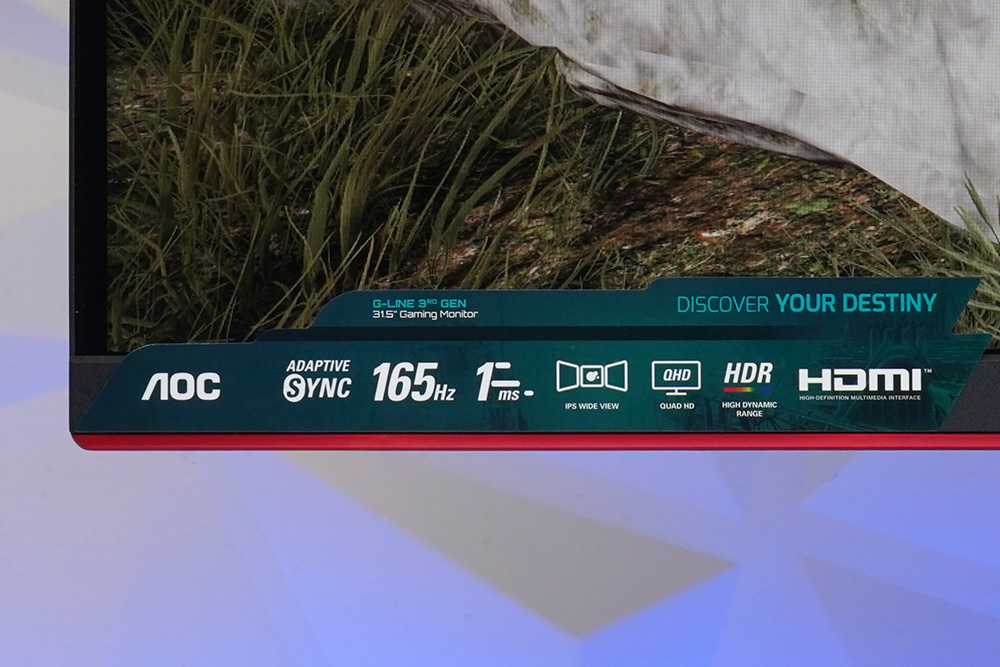 G-LINE 3RD GEN
31.5" Gaming Monitor
DISCOVER YOUR DESTINY
AOC
ADAPTIVE
SYNC
165Hz
1ms
IPS WIDE VIEW
QHD
QUAD HD
HDR
HIGH DYNAMIC
RANGE
HDMI™
HIGH-DEFINITION MULTIMEDIA INTERFACE